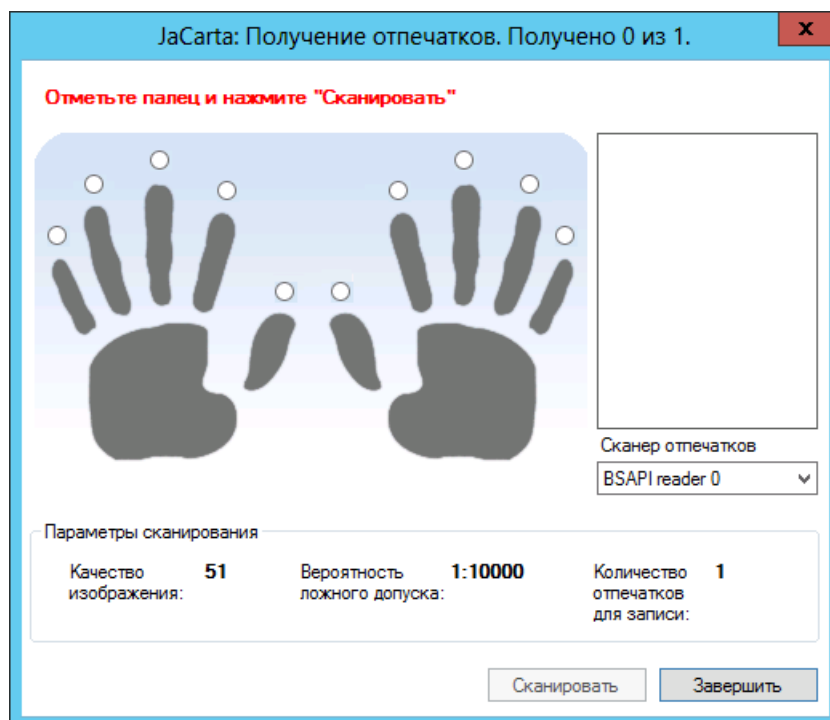 JaCarta: Получение отпечатков. Получено 0 из 1.
x
Отметьте палец и нажмите "Сканировать"
Сканер отпечатков
BSAPI reader 0
Параметры сканирования
Качество изображения: 51
Вероятность ложного допуска: 1:10000
Количество отпечатков для записи: 1
Сканировать
Завершить